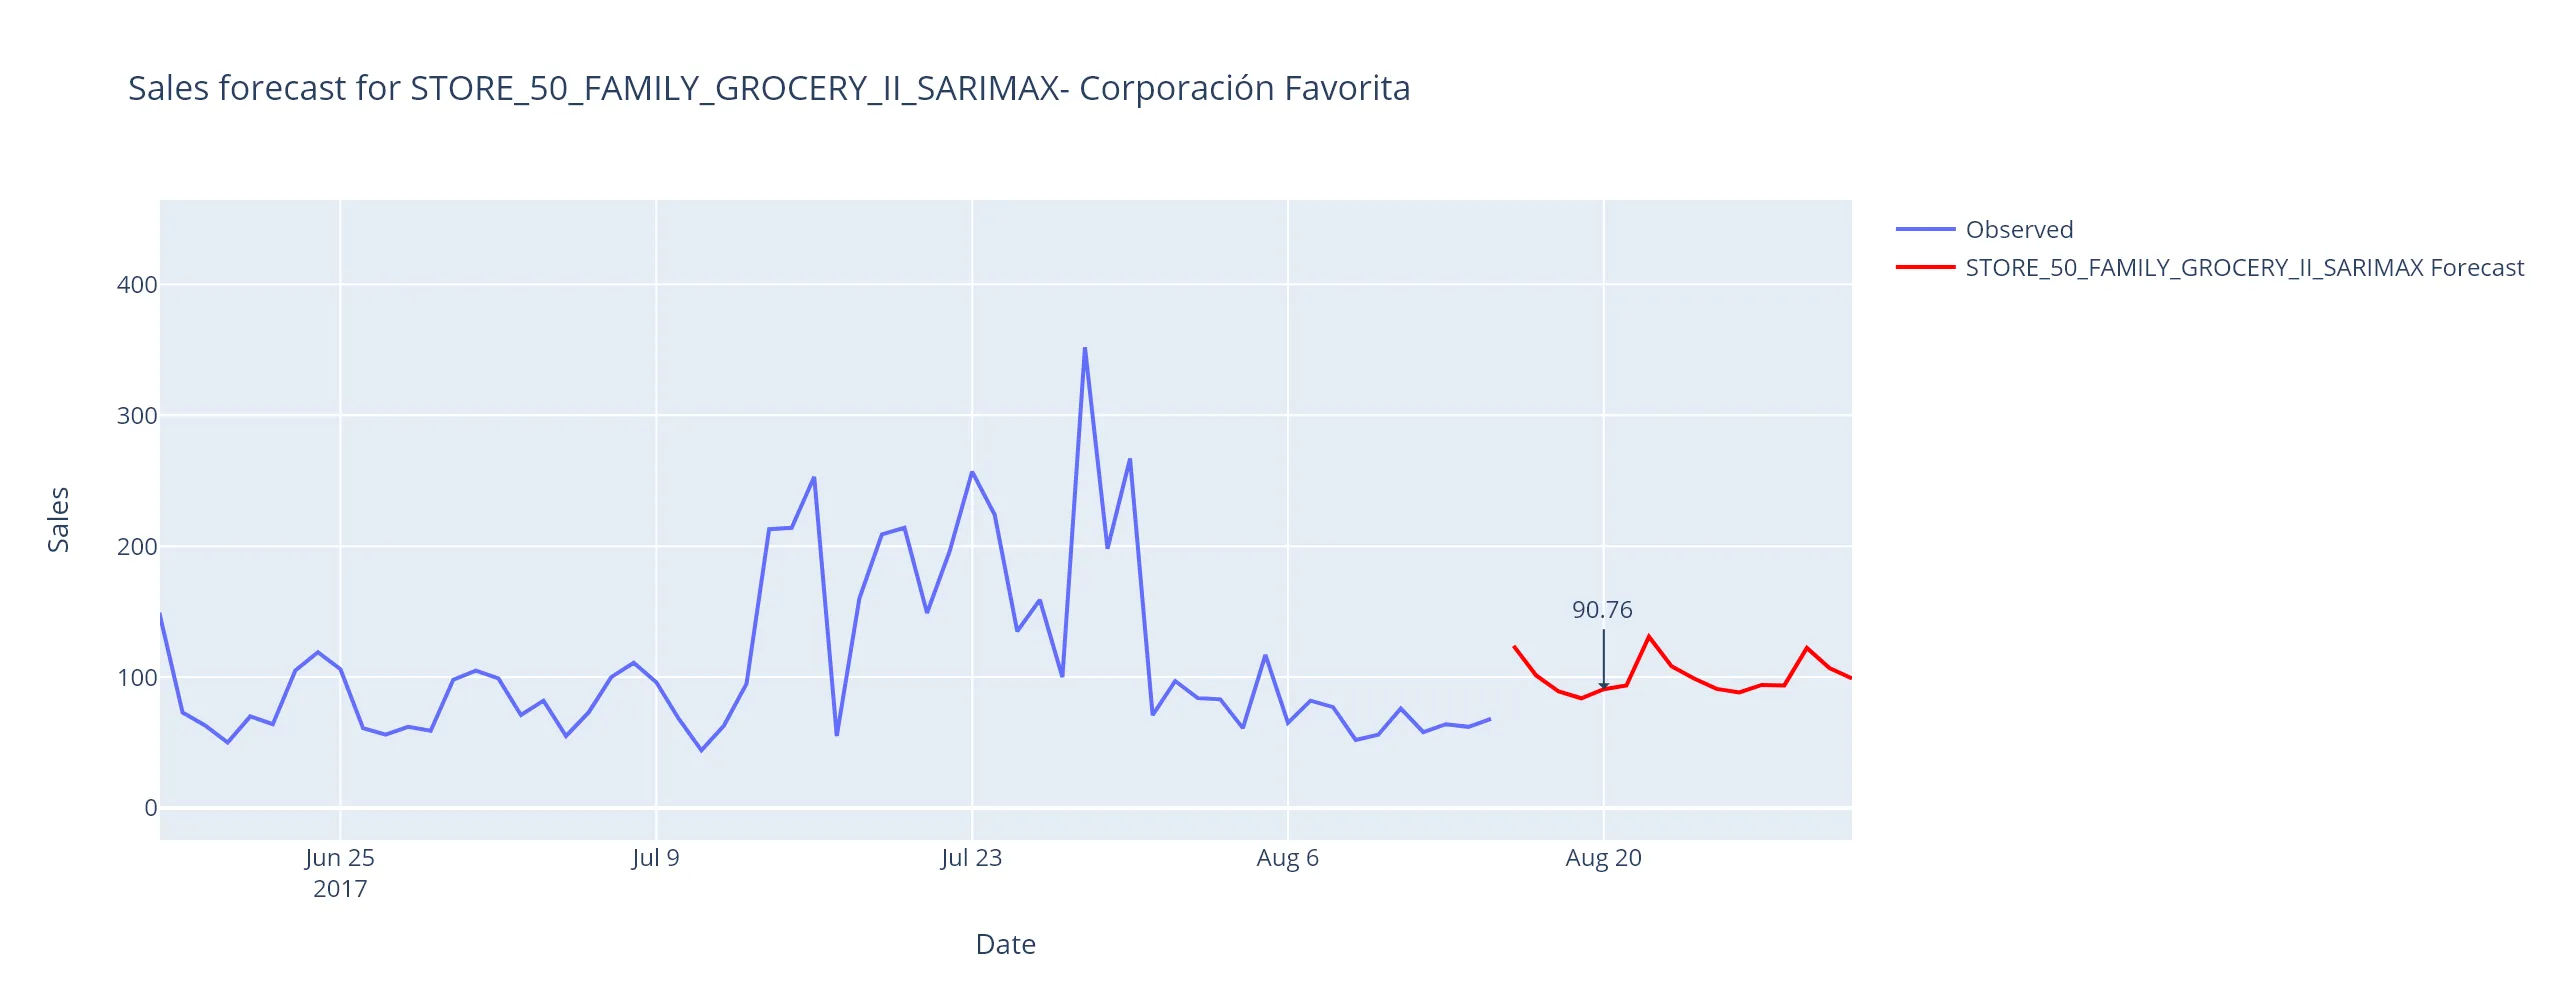 Sales forecast for STORE_50_FAMILY_GROCERY_II_SARIMAX- Corporación Favorita
Observed
STORE_50_FAMILY_GROCERY_II_SARIMAX Forecast
400
300
200
100
0
Sales
90.76
Jun 25
2017
Jul 9
Jul 23
Aug 6
Aug 20
Date